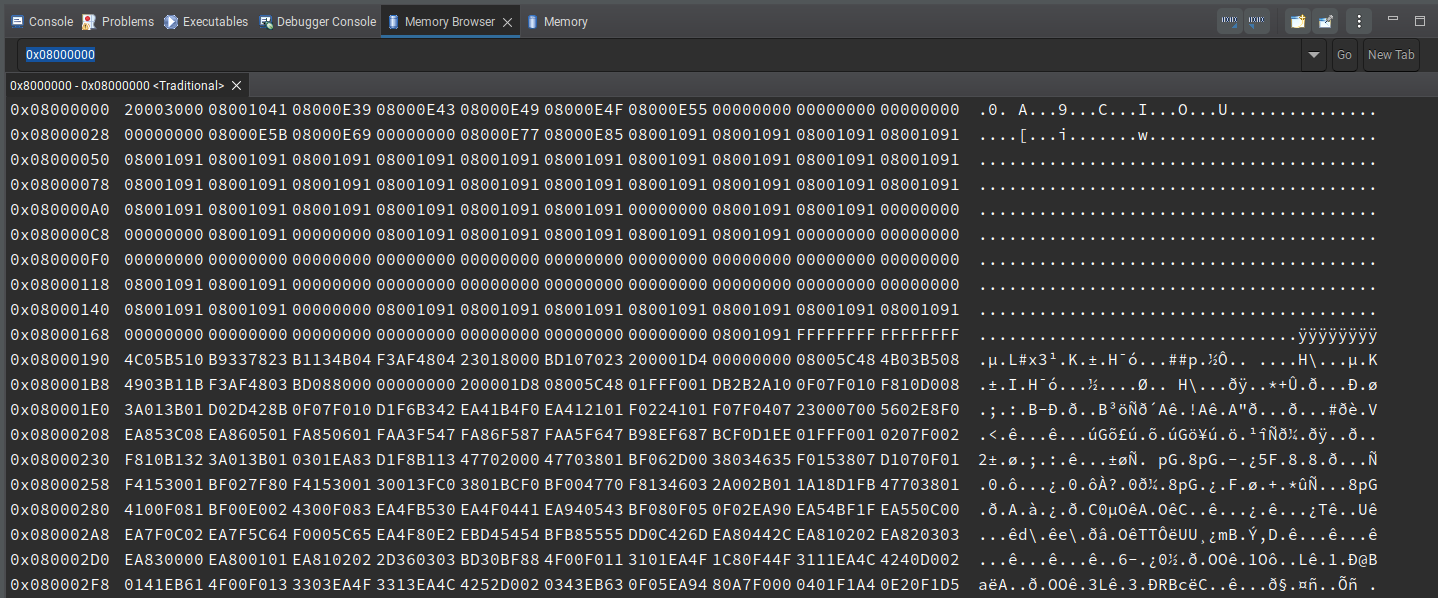 Console Problems Executables Debugger Console Memory Browser Memory
0x08000000 Go New Tab
0x8000000 - 0x08000000 <Traditional>
0x08000000 20003000 08001041 08000E39 08000E43 08000E49 08000E4F 08000E55 00000000 00000000 00000000 .0. A...9...C...I...O...U...............
0x08000028 00000000 08000E5B 08000E69 00000000 08000E77 08000E85 08001091 08001091 08001091 08001091 ....[...i.......w.......................
0x08000050 08001091 08001091 08001091 08001091 08001091 08001091 08001091 08001091 08001091 08001091 ........................................
0x08000078 08001091 08001091 08001091 08001091 08001091 08001091 08001091 08001091 08001091 08001091 ........................................
0x080000A0 08001091 08001091 08001091 08001091 08001091 08001091 00000000 08001091 08001091 00000000 ........................................
0x080000C8 00000000 08001091 00000000 08001091 08001091 08001091 08001091 08001091 00000000 00000000 ........................................
0x080000F0 00000000 00000000 00000000 00000000 00000000 00000000 00000000 00000000 00000000 00000000 ........................................
0x08000118 08001091 08001091 00000000 00000000 00000000 00000000 00000000 00000000 00000000 00000000 ........................................
0x08000140 08001091 08001091 00000000 08001091 08001091 08001091 08001091 08001091 08001091 08001091 ........................................
0x08000168 00000000 00000000 00000000 00000000 00000000 00000000 00000000 08001091 FFFFFFFF FFFFFFFF ................................ÿÿÿÿÿÿÿÿ
0x08000190 4C05B510 B9337823 B1134B04 F3AF4804 23018000 BD107023 200001D4 00000000 08005C48 4B03B508 .µ.L#x3¹.K.±.H¯ó...##p.½Ô.. ....H\...µ.K
0x080001B8 4903B11B F3AF4803 BD088000 00000000 200001D8 08005C48 01FFF001 DB2B2A10 F07F010 F810D008 .±.I.H¯ó...½....Ø.. H\...ðÿ..*+Û.ð...Ð.ø
0x080001E0 3A013B01 D02D428B 0F07F010 D1F6B342 EA41B4F0 EA412101 F0224101 F07F0407 23000700 5602E8F0 .;.:.B-Ð.ð..B³öÑð´Aê.!Aê.A"ð...ð...#ðè.V
0x08000208 EA853C08 EA860501 FA850601 FAA3F547 FA86F587 FAA5F647 B98EF687 BCF0D1EE 01FFF001 0207F002 .<.ê...ê...úGõ£ú.õ.úGö¥ú.ö.¹îÑð¼.ðÿ..ð..
0x08000230 F810B132 3A013B01 0301EA83 D1F8B113 47702000 47703801 BF062D00 38034635 F0153807 D1070F01 2±.ø.;.:.ê...±øÑ. pG.8pG.-.¿5F.8.8.ð...Ñ
0x08000258 F4153001 BF027F80 F4153001 30013FC0 3801BCF0 BF004770 F8134603 2A002B01 1A18D1FB 47703801 .0.ô...¿.0.ôÀ?.0ð¼.8pG.¿.F.ø.+.*ûÑ...8pG
0x08000280 4100F081 BF00E002 4300F083 EA4FB530 EA4F0441 EA940543 BF080F05 0F02EA90 EA54BF1F EA550C00 .ð.A.à.¿.ð.C0µOêA.OêC..ê...¿.ê...¿Tê..Uê
0x080002A8 EA7F0C02 EA7F5C64 F0005C65 EA4F80E2 EBD45454 BFB85555 DD0C426D EA80442C EA810202 EA820303 ...êd\.êe\.ðâ.OêTTÔëUU¸¿mB.Ý,D.ê...ê...ê
0x080002D0 EA830000 EA800101 EA810202 2D360303 BD30BF88 4F00F011 3101EA4F 1C80F44F 3111EA4C 4240D002 ...ê...ê...ê..6-.¿0½.ð.OOê.1Oô..Lê.1.Ð@B
0x080002F8 0141EB61 4F00F013 3303EA4F 3313EA4C 4252D002 0343EB63 0F05EA94 80A7F000 0401F1A4 0E20F1D5 aëA..ð.OOê.3Lê.3.ÐRBcëC..ê...ð§.¤ñ..Õñ .